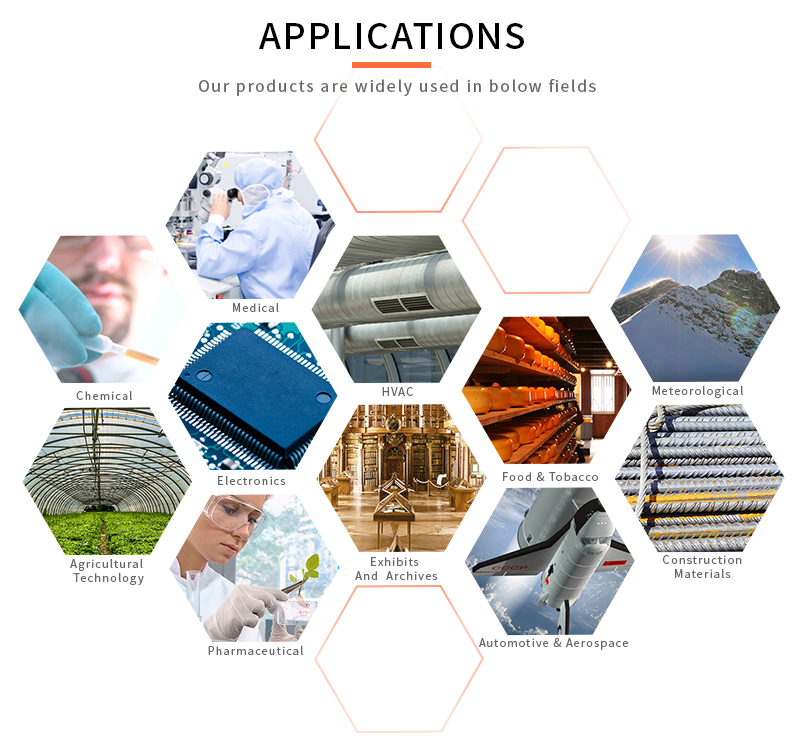 APPLICATIONS
Our products are widely used in bolow fields
Medical
Chemical
HVAC
Meteorological
Electronics
Food & Tobacco
Agricultural
Technology
Exhibits
And Archives
Construction
Materials
CCCP
Pharmaceutical
Automotive & Aerospace